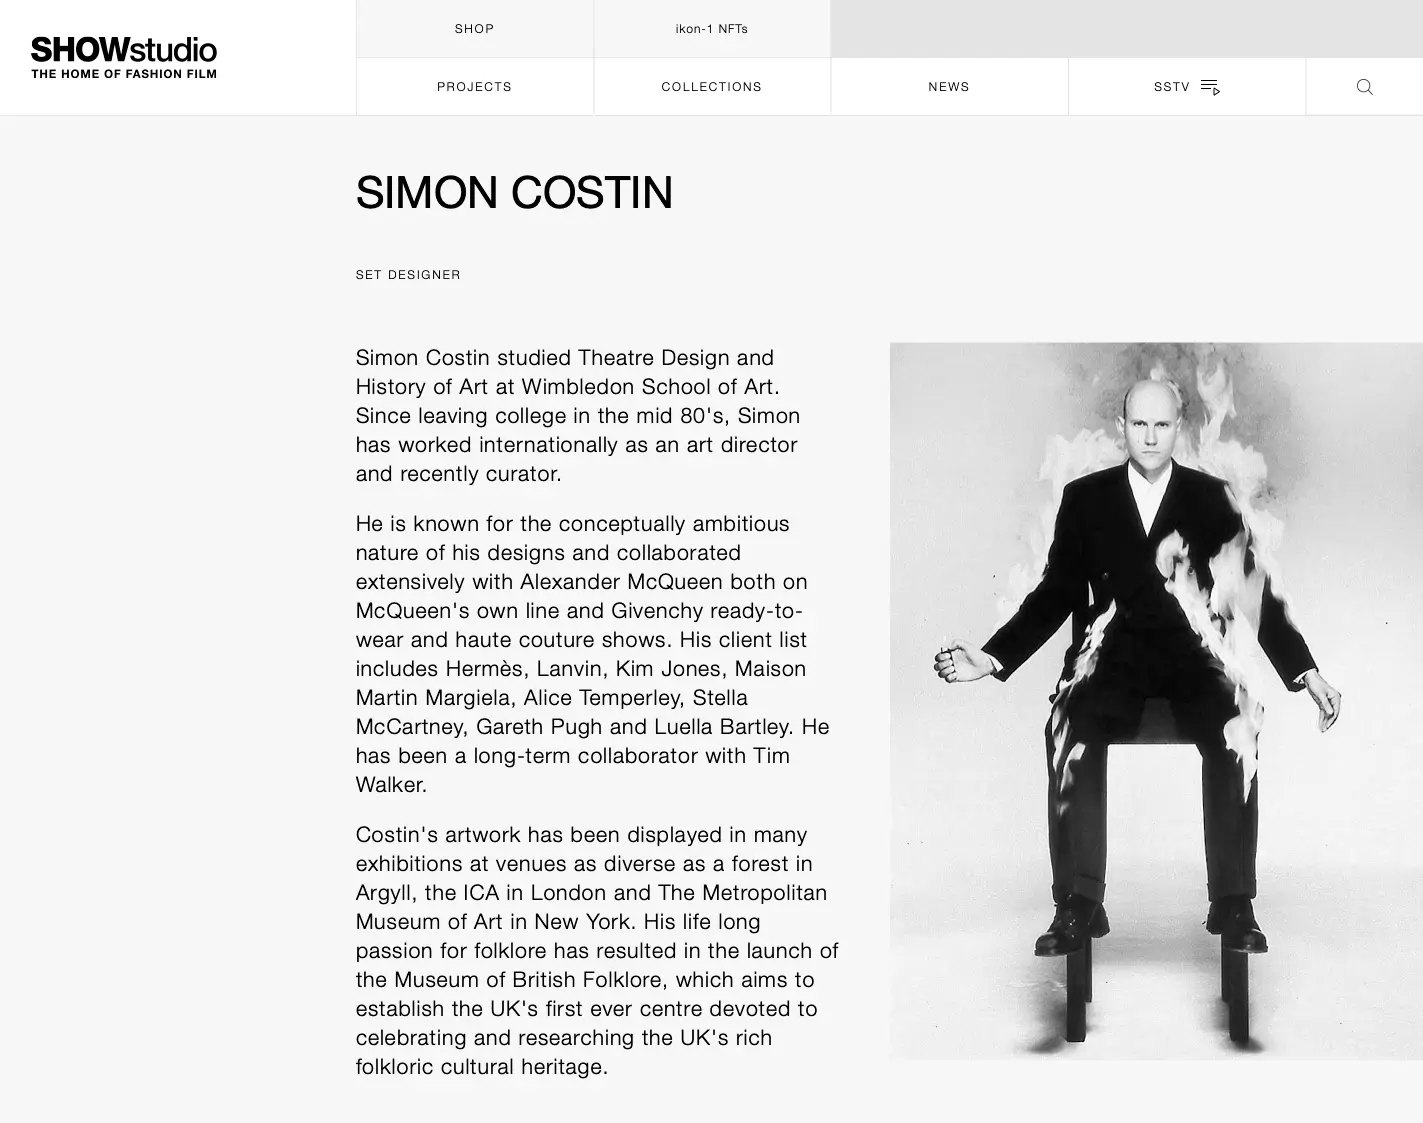 SHOWstudio
THE HOME OF FASHION FILM
SHOP
ikon-1 NFTs
PROJECTS
COLLECTIONS
NEWS
SSTV
SIMON COSTIN
SET DESIGNER
Simon Costin studied Theatre Design and
History of Art at Wimbledon School of Art.
Since leaving college in the mid 80's, Simon
has worked internationally as an art director
and recently curator.
He is known for the conceptually ambitious
nature of his designs and collaborated
extensively with Alexander McQueen both on
McQueen's own line and Givenchy ready-to-
wear and haute couture shows. His client list
includes Hermès, Lanvin, Kim Jones, Maison
Martin Margiela, Alice Temperley, Stella
McCartney, Gareth Pugh and Luella Bartley. He
has been a long-term collaborator with Tim
Walker.
Costin's artwork has been displayed in many
exhibitions at venues as diverse as a forest in
Argyll, the ICA in London and The Metropolitan
Museum of Art in New York. His life long
passion for folklore has resulted in the launch of
the Museum of British Folklore, which aims to
establish the UK's first ever centre devoted to
celebrating and researching the UK's rich
folkloric cultural heritage.